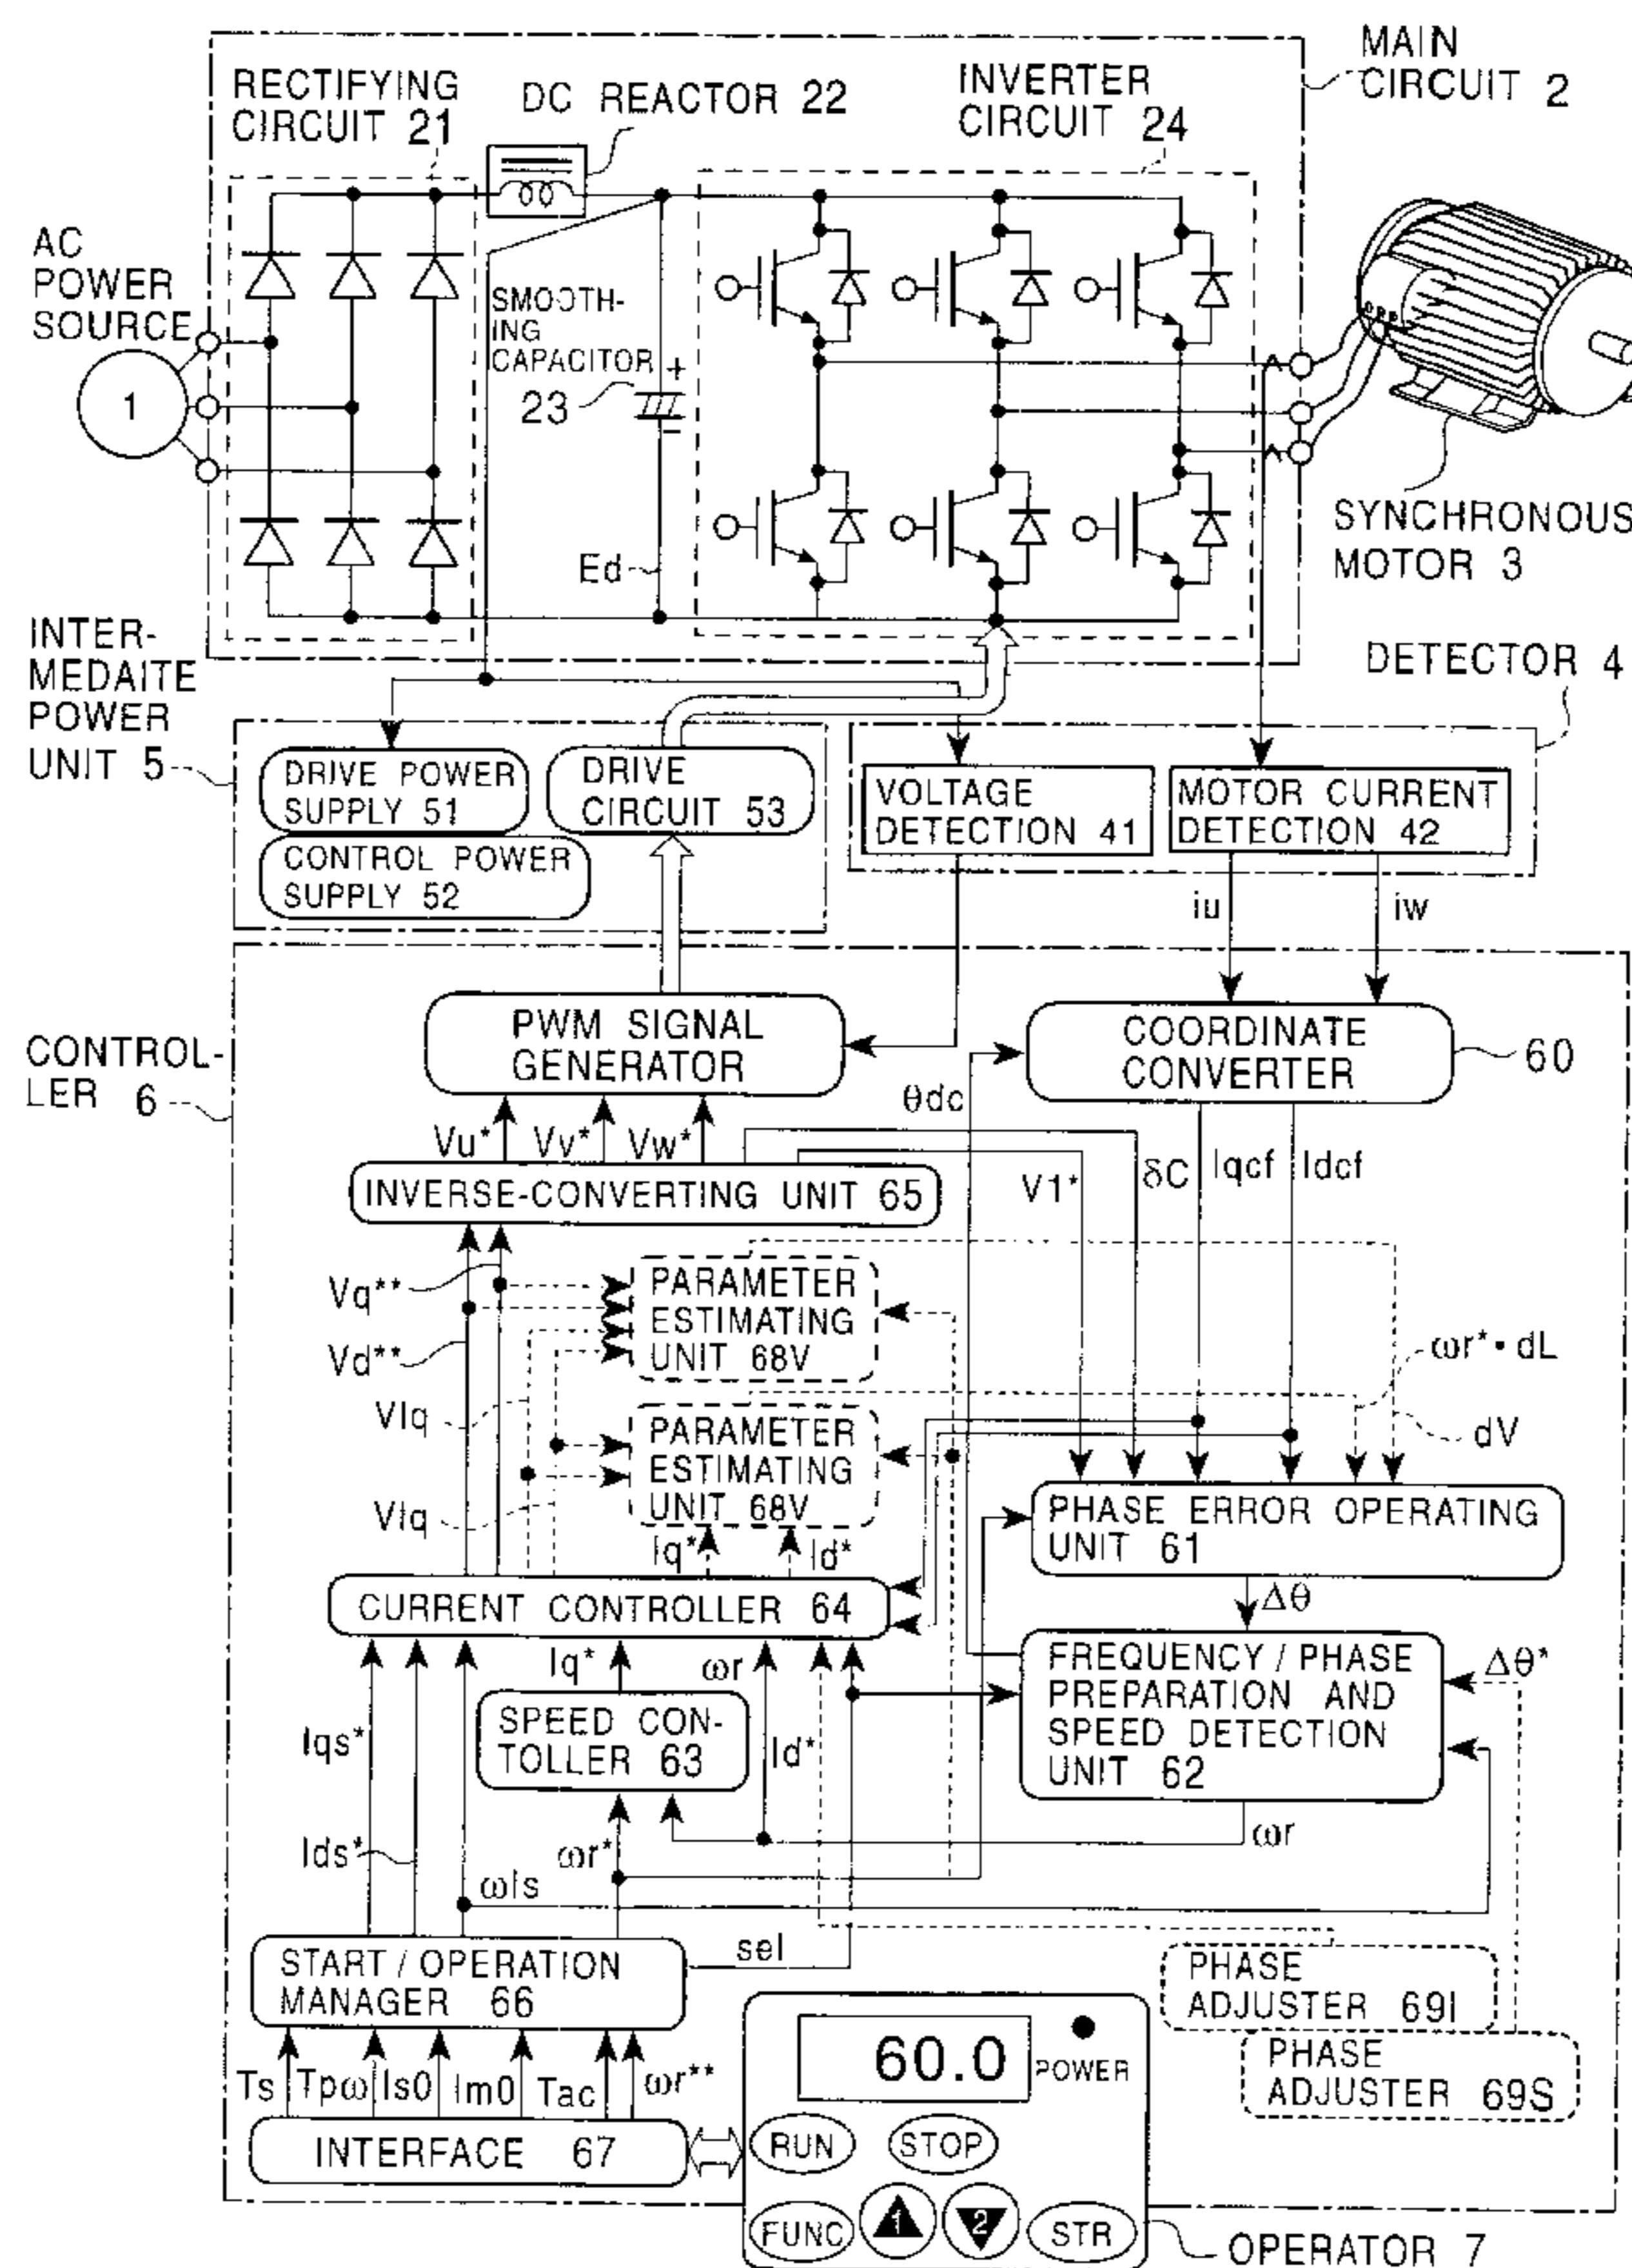 MAIN
CIRCUIT 2
RECTIFYING
CIRCUIT 21
DC REACTOR 22
INVERTER
CIRCUIT 24
AC
POWER
SOURCE
1
SMOOTH-
ING
CAPACITOR
23
+
-
Ed
SYNCHRONOUS
MOTOR 3
INTER-
MEDAITE
POWER
UNIT 5
DETECTOR 4
DRIVE POWER
SUPPLY 51
DRIVE
CIRCUIT 53
CONTROL POWER
SUPPLY 52
VOLTAGE
DETECTION 41
MOTOR CURRENT
DETECTION 42
iu
iw
CONTROL-
LER 6
PWM SIGNAL
GENERATOR
COORDINATE
CONVERTER
60
θdc
Vu*
Vv*
Vw*
V1*
δC
Iqcf
Idcf
INVERSE-CONVERTING UNIT 65
Vq**
Vd**
PARAMETER
ESTIMATING
UNIT 68V
ωr*•dL
dV
VIq
PARAMETER
ESTIMATING
UNIT 68V
VIq
Iq*
Id*
PHASE ERROR OPERATING
UNIT 61
Δθ
CURRENT CONTROLLER 64
Iq*
ωr
SPEED CON-
TOLLER 63
Id*
FREQUENCY / PHASE
PREPARATION AND
SPEED DETECTION
UNIT 62
Δθ*
Iqs*
Ids*
ωr*
ωr
ωIs
START / OPERATION
MANAGER 66
sel
PHASE
ADJUSTER 69I
PHASE
ADJUSTER 69S
Ts
Tpω
Is0
Im0
Tac
ωr**
INTERFACE 67
60.0
POWER
RUN
STOP
FUNC
1
2
STR
OPERATOR 7